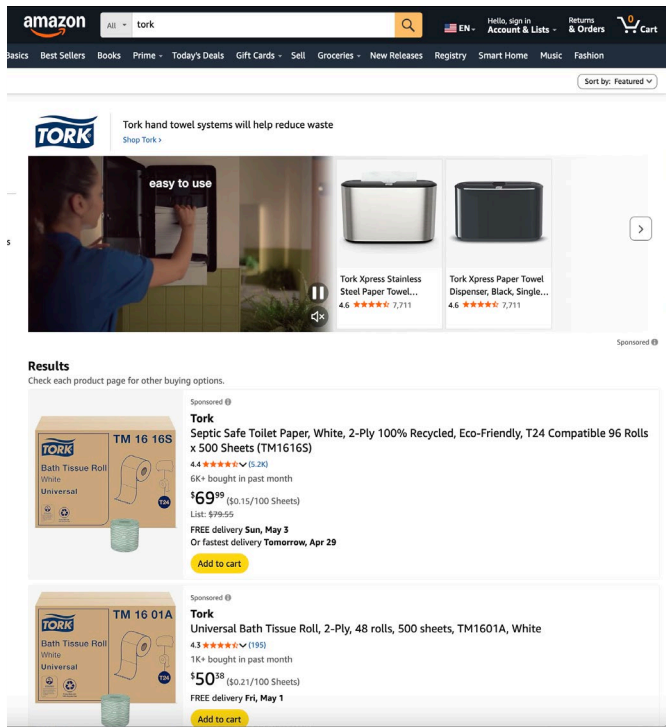 amazon
All
tork
EN
Hello, sign in
Account & Lists
Returns
& Orders
0
Cart
Basics
Best Sellers
Books
Prime
Today's Deals
Gift Cards
Sell
Groceries
New Releases
Registry
Smart Home
Music
Fashion
Sort by: Featured
TORK
Tork hand towel systems will help reduce waste
Shop Tork ›
easy to use
s
Tork Xpress Stainless
Steel Paper Towel...
4.6
7,711
Tork Xpress Paper Towel
Dispenser, Black, Single...
4.6
7,711
Sponsored
Results
Check each product page for other buying options.
TORK
TM 16 16S
Bath Tissue Roll
White
Universal
T24
Sponsored
Tork
Septic Safe Toilet Paper, White, 2-Ply 100% Recycled, Eco-Friendly, T24 Compatible 96 Rolls
x 500 Sheets (TM1616S)
4.4
(5.2K)
6K+ bought in past month
$69.99 ($0.15/100 Sheets)
List: $79.55
FREE delivery Sun, May 3
Or fastest delivery Tomorrow, Apr 29
Add to cart
TORK
TM 16 01A
Bath Tissue Roll
White
Universal
T24
Sponsored
Tork
Universal Bath Tissue Roll, 2-Ply, 48 rolls, 500 sheets, TM1601A, White
4.3
(195)
1K+ bought in past month
$50.38 ($0.21/100 Sheets)
FREE delivery Fri, May 1
Add to cart